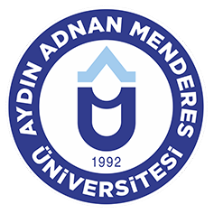 AYDIN ADNAN MENDERES
ÜNİVERSİTESİ
1992